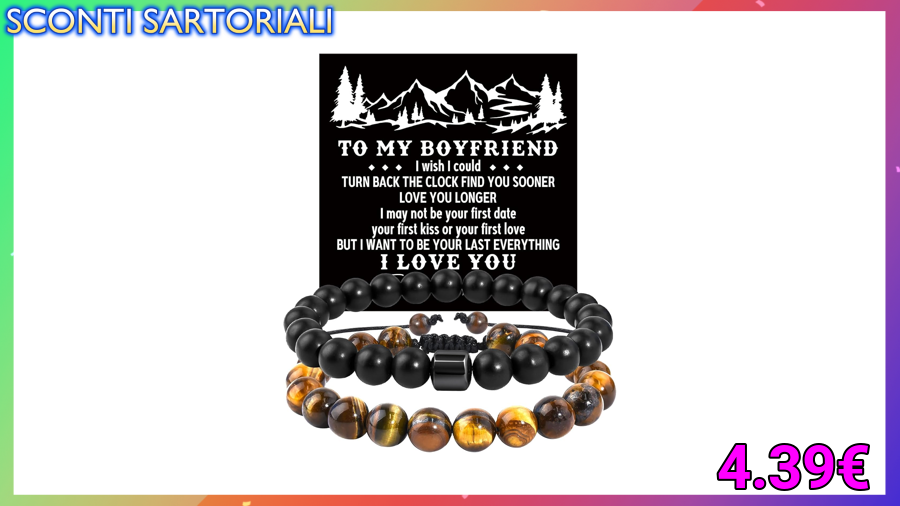 SCONTI SARTORIALI
TO MY BOYFRIEND
I wish I could
TURN BACK THE CLOCK FIND YOU SOONER
LOVE YOU LONGER
I may not be your first date
your first kiss or your first love
BUT I WANT TO BE YOUR LAST EVERYTHING
I LOVE YOU
4.39€